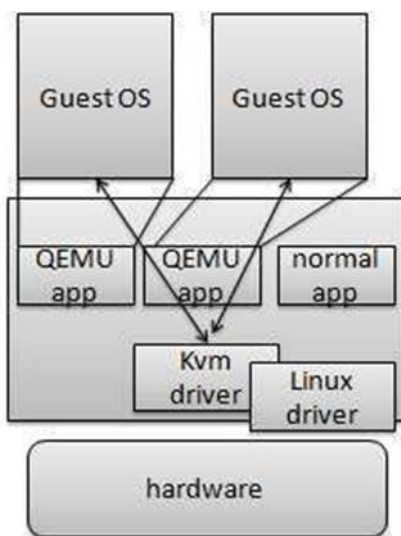 Guest OS
Guest OS
QEMU
app
QEMU
app
normal
app
Kvm
driver
Linux
driver
hardware